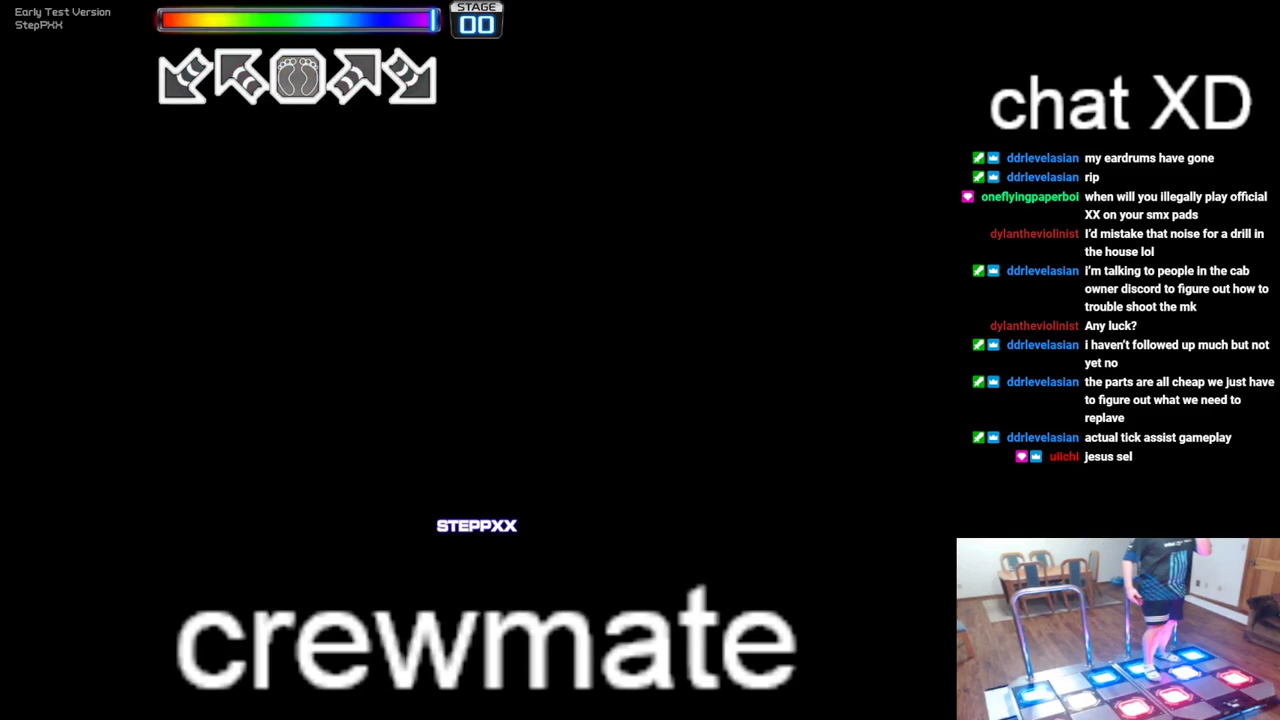 Early Test Version
StepPXX
STAGE
00
chat XD
ddrlevelasian my eardrums have gone
ddrlevelasian rip
oneflyingpaperboi when will you illegally play official
XX on your smx pads
dylantheviolinist I'd mistake that noise for a drill in
the house lol
ddrlevelasian i'm talking to people in the cab
owner discord to figure out how to
trouble shoot the mk
dylantheviolinist Any luck?
ddrlevelasian i haven't followed up much but not
yet no
ddrlevelasian the parts are all cheap we just have
to figure out what we need to
replave
ddrlevelasian actual tick assist gameplay
uiichi jesus sel
STEPPXX
crewmate